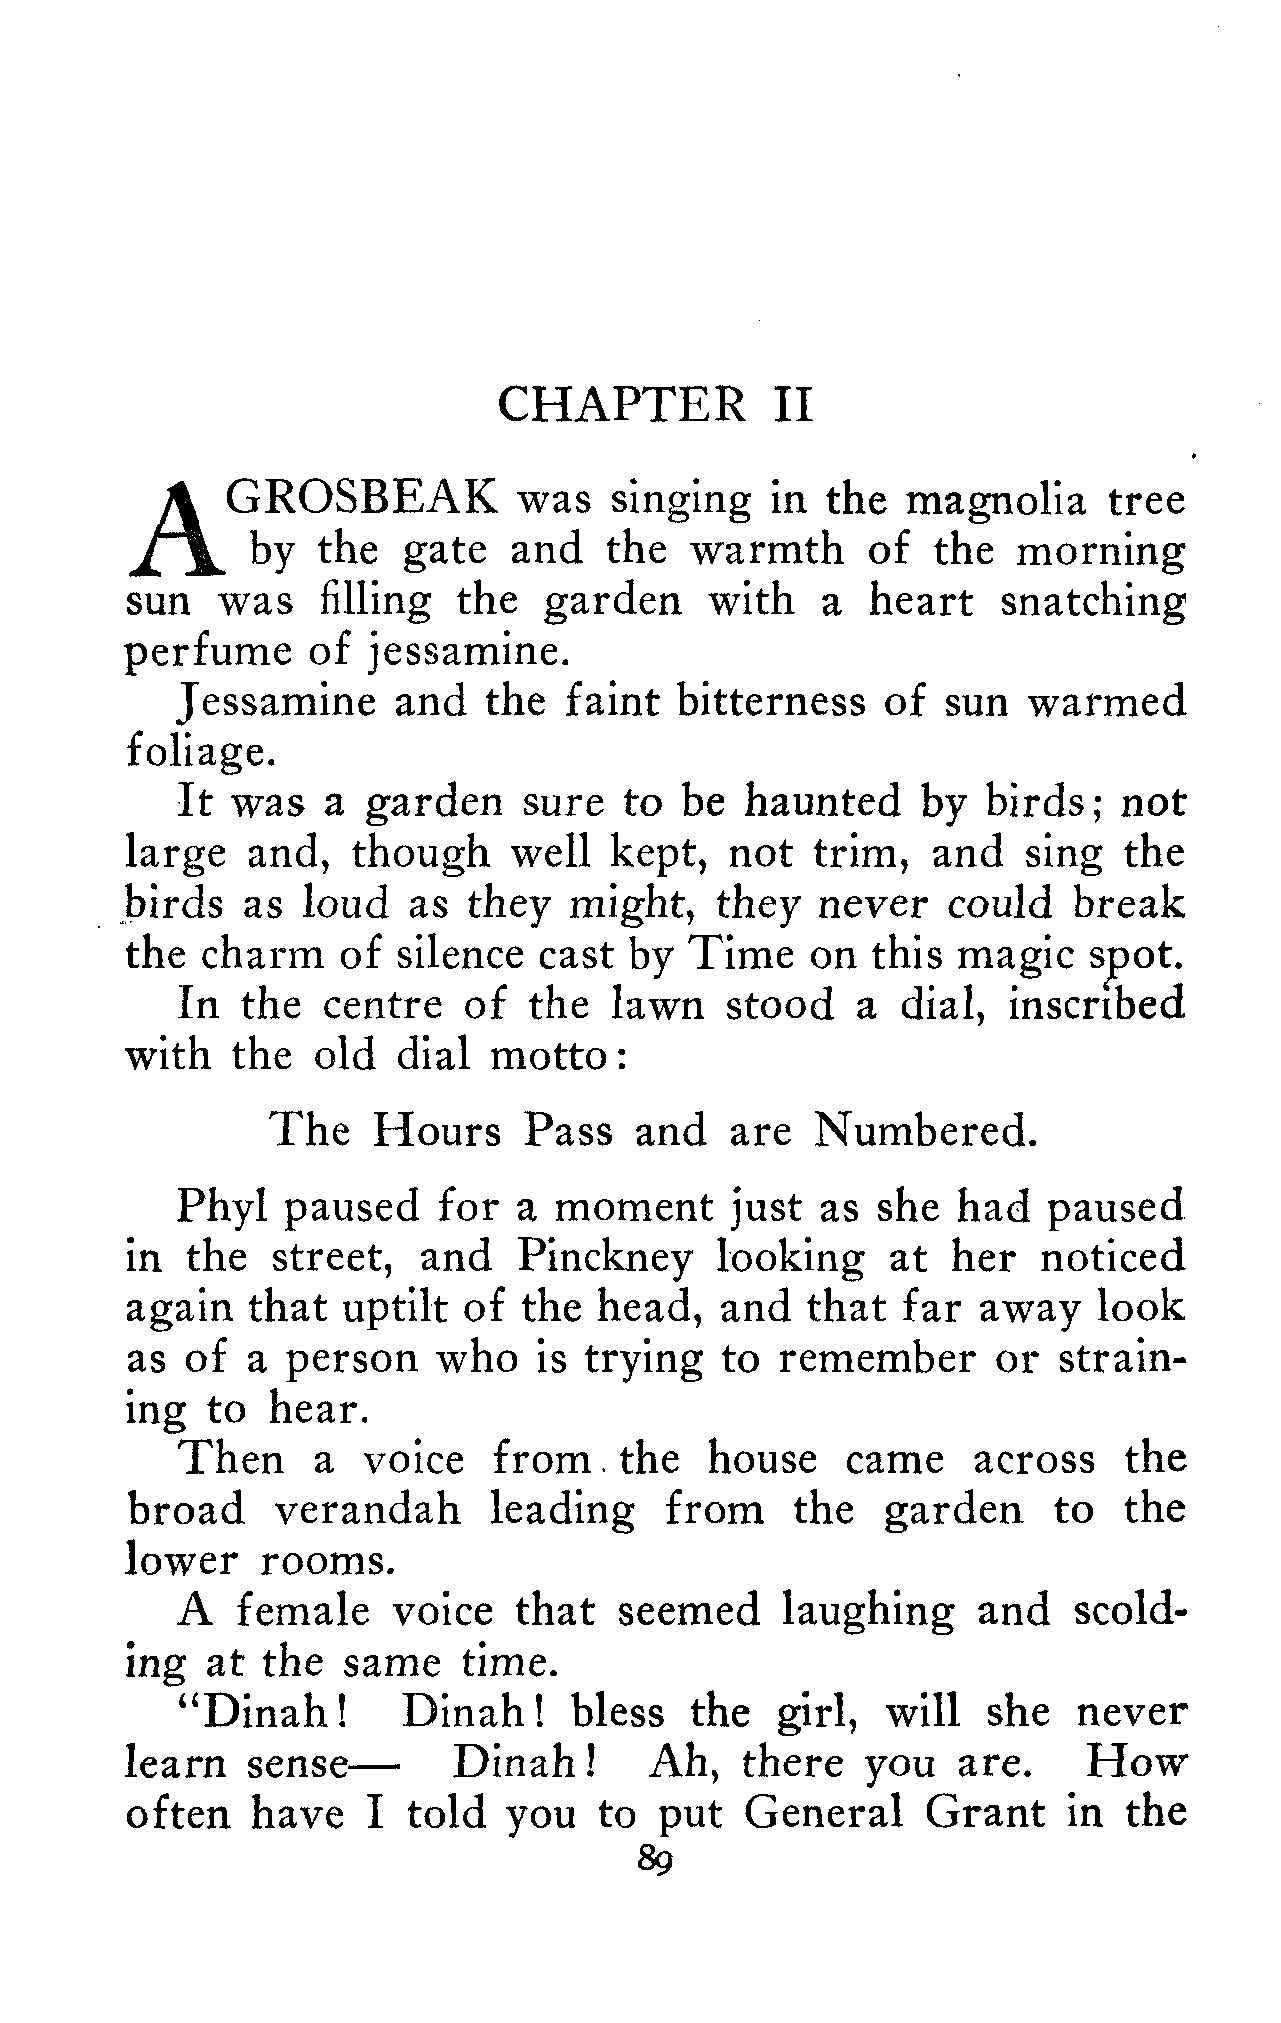 CHAPTER II
A GROSBEAK was singing in the magnolia tree
by the gate and the warmth of the morning
sun was filling the garden with a heart snatching
perfume of jessamine.
Jessamine and the faint bitterness of sun warmed
foliage.
It was a garden sure to be haunted by birds; not
large and, though well kept, not trim, and sing the
birds as loud as they might, they never could break
the charm of silence cast by Time on this magic spot.
In the centre of the lawn stood a dial, inscribed
with the old dial motto:
The Hours Pass and are Numbered.
Phyl paused for a moment just as she had paused
in the street, and Pinckney looking at her noticed
again that uptilt of the head, and that far away look
as of a person who is trying to remember or strain-
ing to hear.
Then a voice from the house came across the
broad verandah leading from the garden to the
lower rooms.
A female voice that seemed laughing and scold-
ing at the same time.
"Dinah! Dinah! bless the girl, will she never
learn sense— Dinah! Ah, there you are. How
often have I told you to put General Grant in the
89